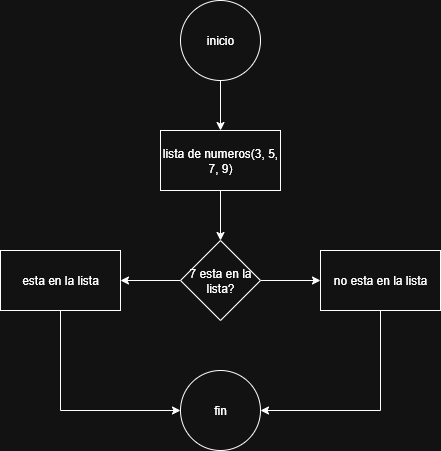 inicio
lista de numeros(3, 5,
7, 9)
7 esta en la
lista?
esta en la lista
no esta en la lista
fin